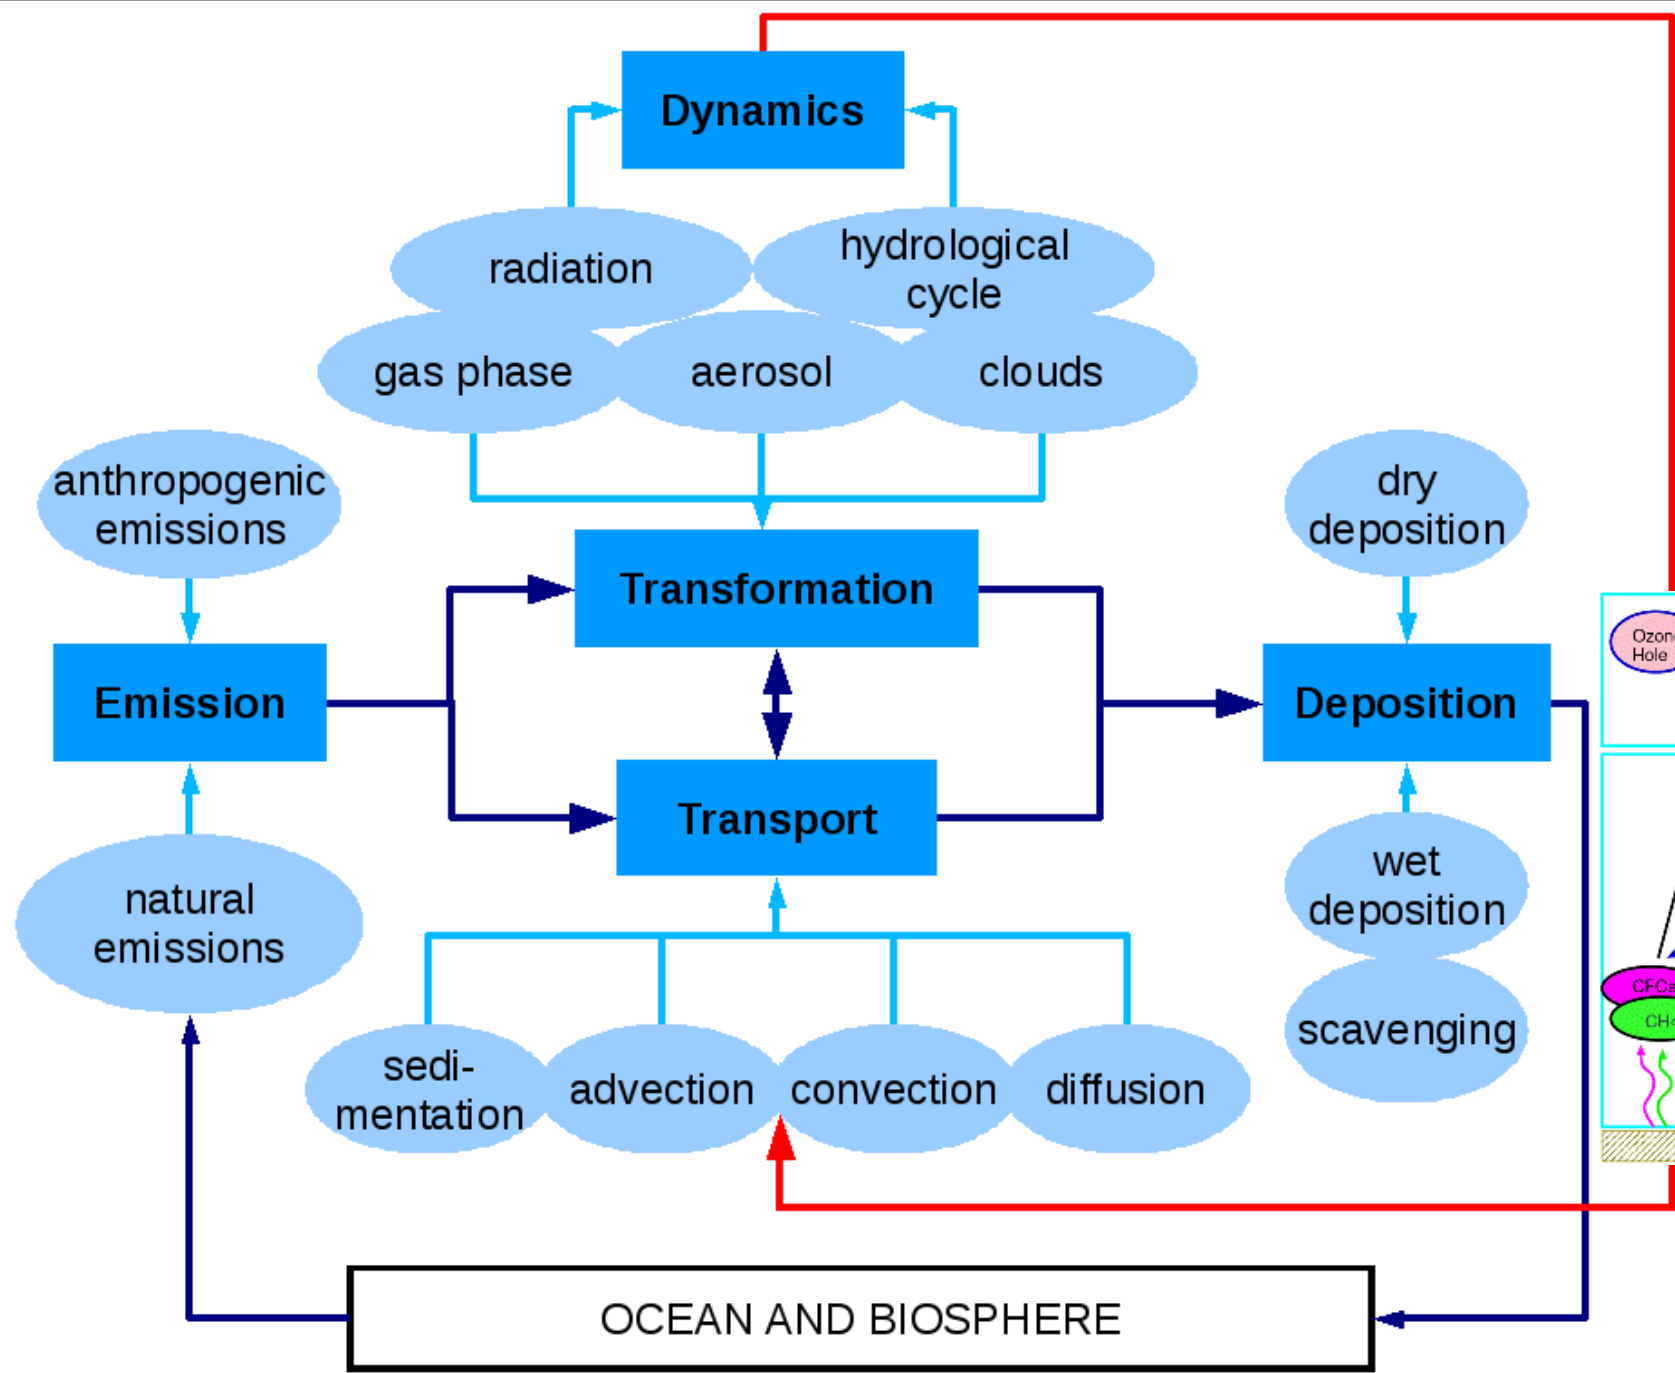 Dynamics
radiation
hydrological
cycle
gas phase
aerosol
clouds
anthropogenic
emissions
dry
deposition
Transformation
Emission
Deposition
Transport
natural
emissions
wet
deposition
scavenging
sedi-
mentation
advection
convection
diffusion
OCEAN AND BIOSPHERE
Hole